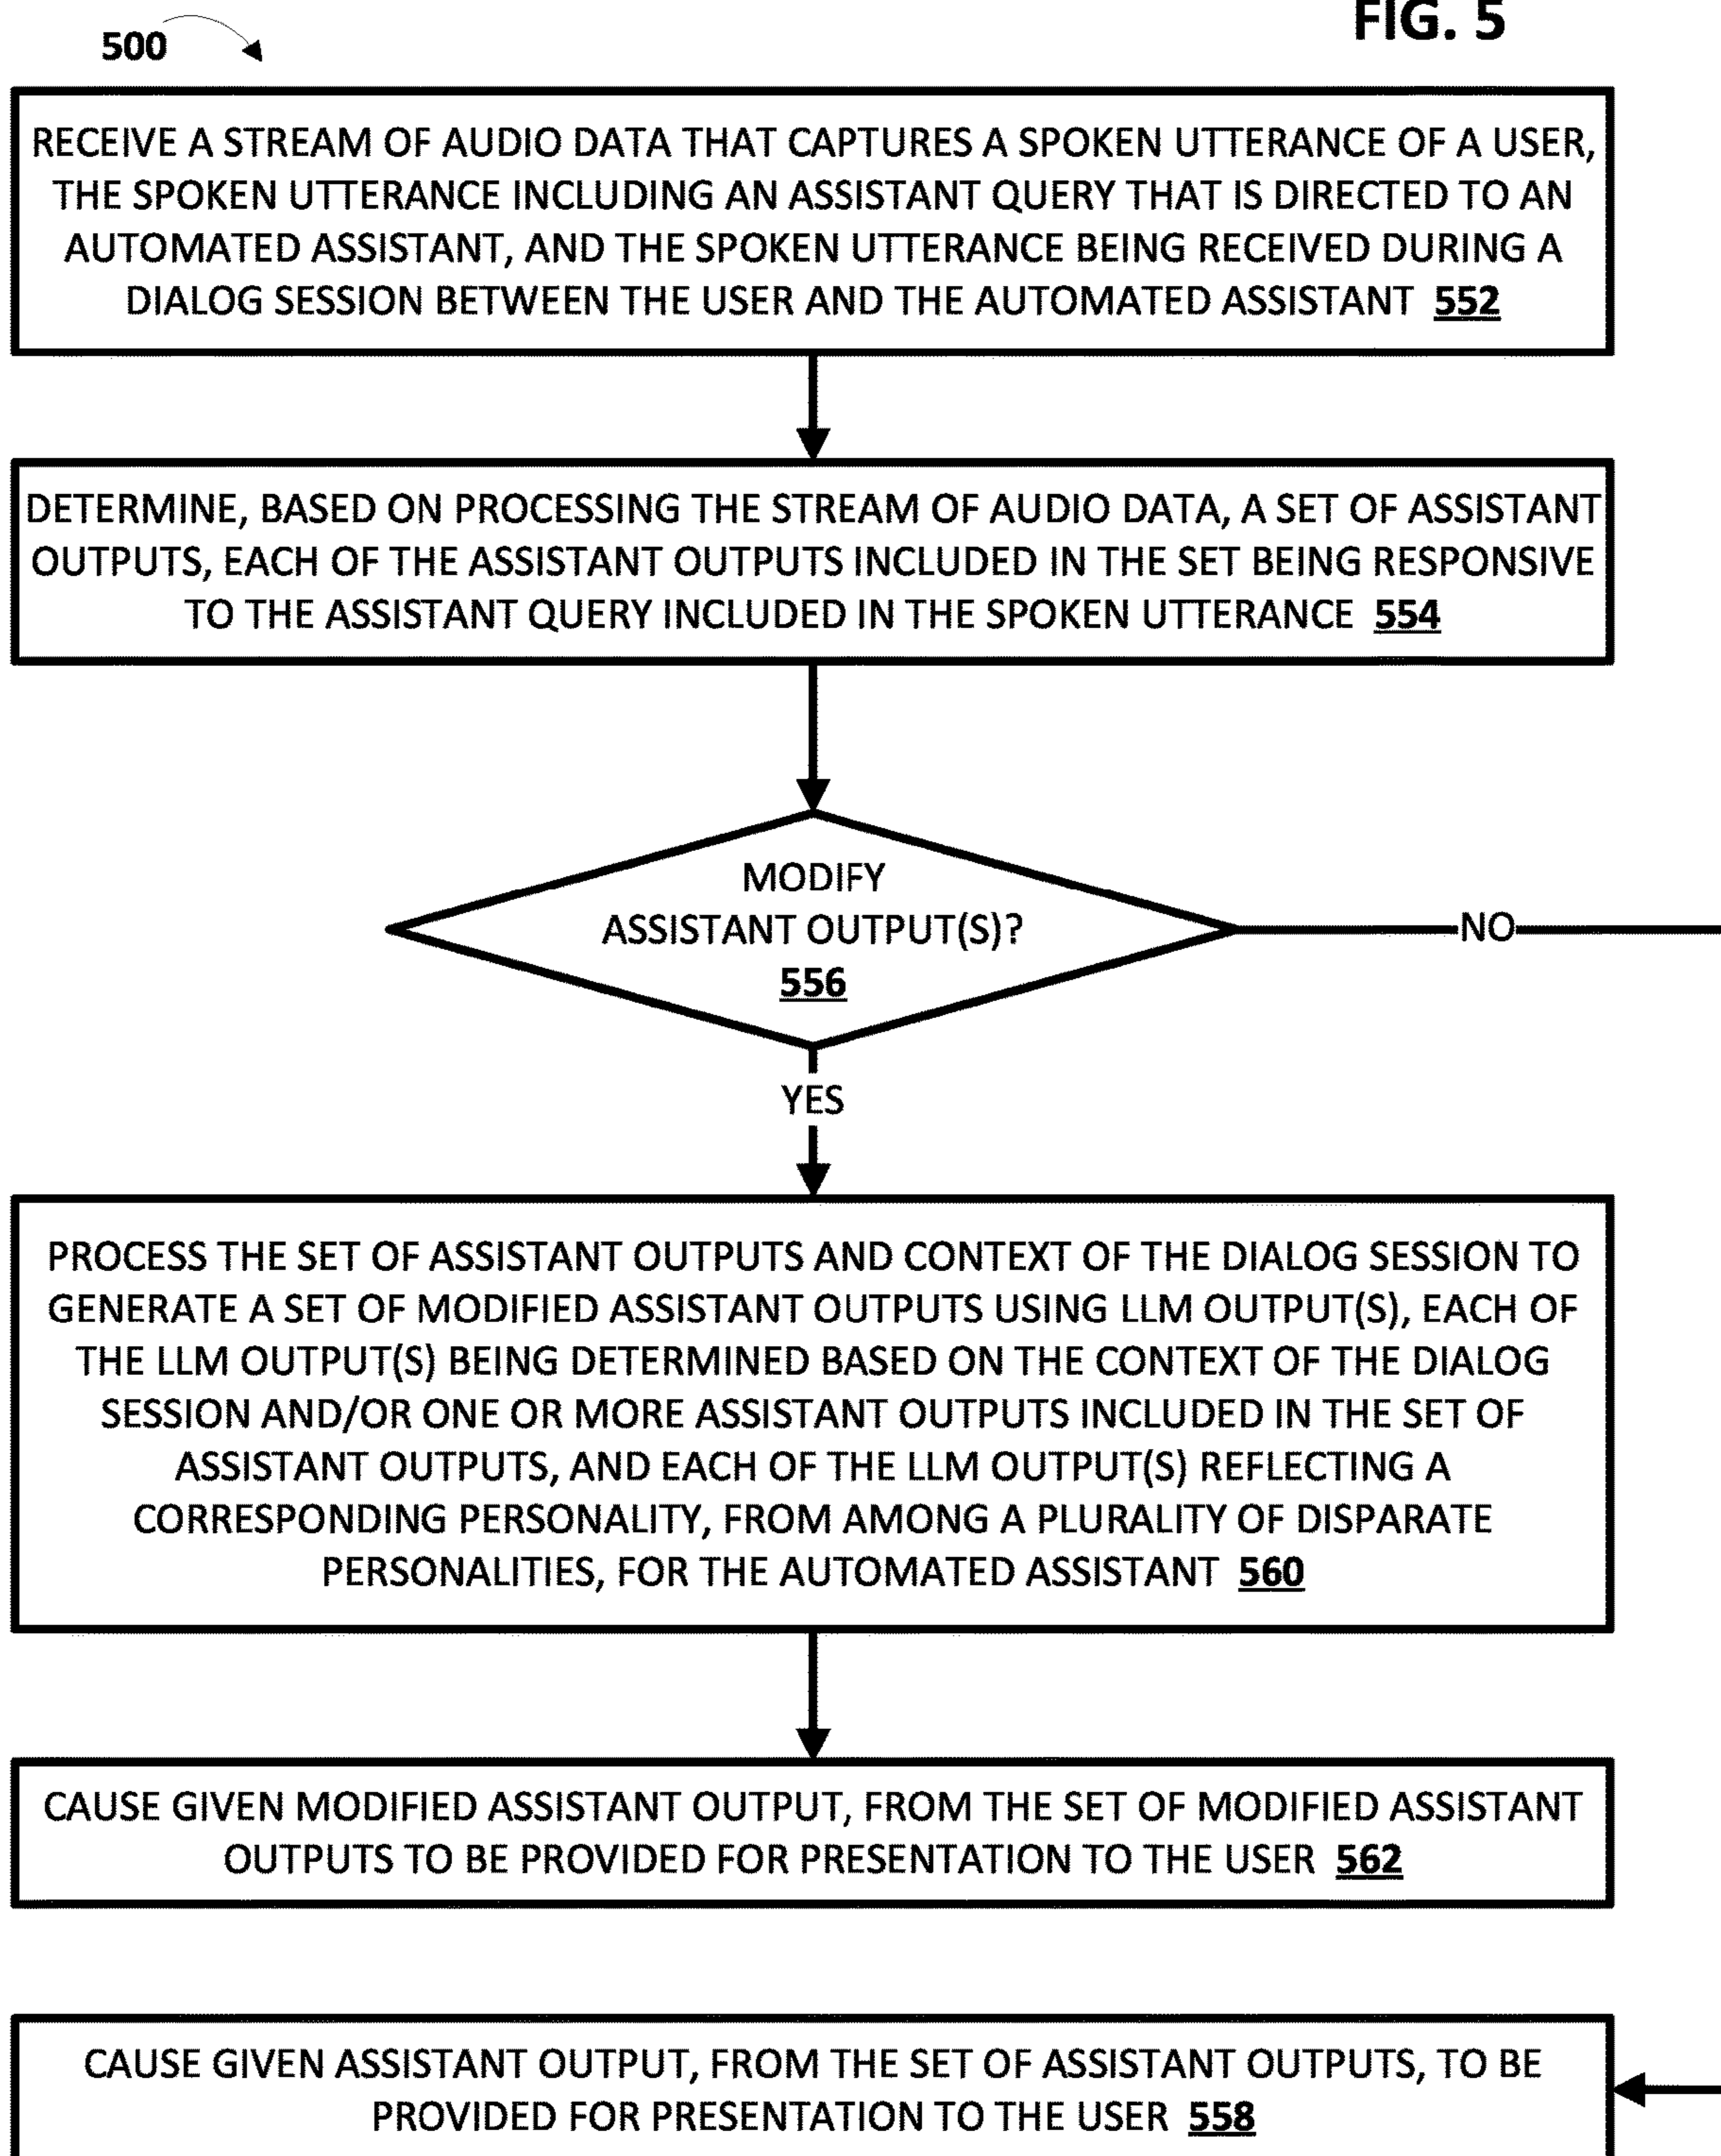 FIG. 5
500
RECEIVE A STREAM OF AUDIO DATA THAT CAPTURES A SPOKEN UTTERANCE OF A USER,
THE SPOKEN UTTERANCE INCLUDING AN ASSISTANT QUERY THAT IS DIRECTED TO AN
AUTOMATED ASSISTANT, AND THE SPOKEN UTTERANCE BEING RECEIVED DURING A
DIALOG SESSION BETWEEN THE USER AND THE AUTOMATED ASSISTANT 552
DETERMINE, BASED ON PROCESSING THE STREAM OF AUDIO DATA, A SET OF ASSISTANT
OUTPUTS, EACH OF THE ASSISTANT OUTPUTS INCLUDED IN THE SET BEING RESPONSIVE
TO THE ASSISTANT QUERY INCLUDED IN THE SPOKEN UTTERANCE 554
MODIFY
ASSISTANT OUTPUT(S)?
556
NO
YES
PROCESS THE SET OF ASSISTANT OUTPUTS AND CONTEXT OF THE DIALOG SESSION TO
GENERATE A SET OF MODIFIED ASSISTANT OUTPUTS USING LLM OUTPUT(S), EACH OF
THE LLM OUTPUT(S) BEING DETERMINED BASED ON THE CONTEXT OF THE DIALOG
SESSION AND/OR ONE OR MORE ASSISTANT OUTPUTS INCLUDED IN THE SET OF
ASSISTANT OUTPUTS, AND EACH OF THE LLM OUTPUT(S) REFLECTING A
CORRESPONDING PERSONALITY, FROM AMONG A PLURALITY OF DISPARATE
PERSONALITIES, FOR THE AUTOMATED ASSISTANT 560
CAUSE GIVEN MODIFIED ASSISTANT OUTPUT, FROM THE SET OF MODIFIED ASSISTANT
OUTPUTS TO BE PROVIDED FOR PRESENTATION TO THE USER 562
CAUSE GIVEN ASSISTANT OUTPUT, FROM THE SET OF ASSISTANT OUTPUTS, TO BE
PROVIDED FOR PRESENTATION TO THE USER 558